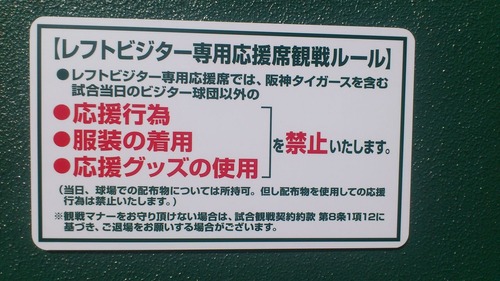 【レフトビジター専用応援席観戦ルール】
●レフトビジター専用応援席では、阪神タイガースを含む
試合当日のビジター球団以外の
●応援行為
●服装の着用
●応援グッズの使用
を禁止いたします。
(当日、球場での配布物については所持可。但し配布物を使用しての応援
行為は禁止いたします。)
※観戦マナーをお守り頂けない場合は、試合観戦契約約款 第8条1項12に
基づき、ご退場をお願いする場合がございます。